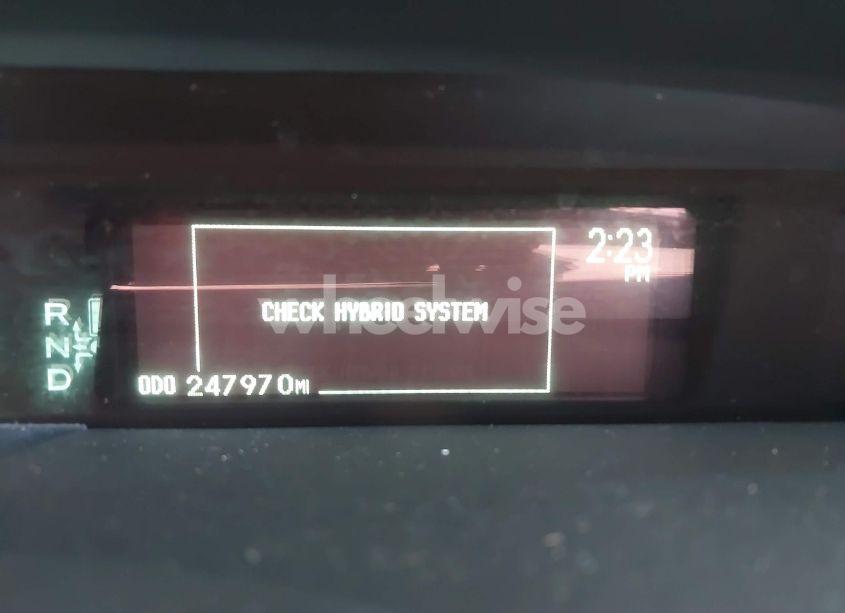 2:23
PM
R
N
D
CHECK HYBRID SYSTEM
wheelwise
ODO 247970MI